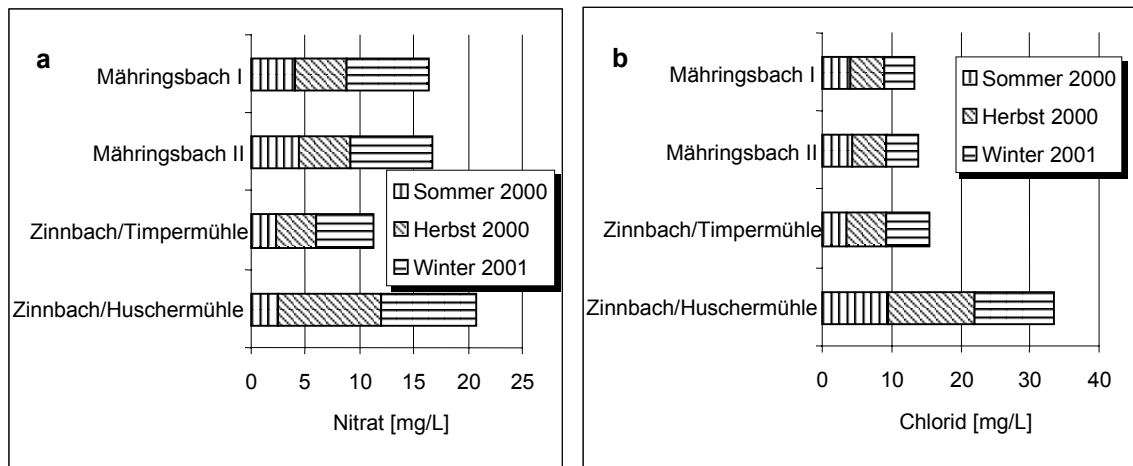 a
Mähringsbach I
Mähringsbach II
Zinnbach/Timpermühle
Zinnbach/Huschermühle
Sommer 2000
Herbst 2000
Winter 2001
0 5 10 15 20 25
Nitrat [mg/L]
b
Mähringsbach I
Mähringsbach II
Zinnbach/Timpermühle
Zinnbach/Huschermühle
Sommer 2000
Herbst 2000
Winter 2001
0 10 20 30 40
Chlorid [mg/L]